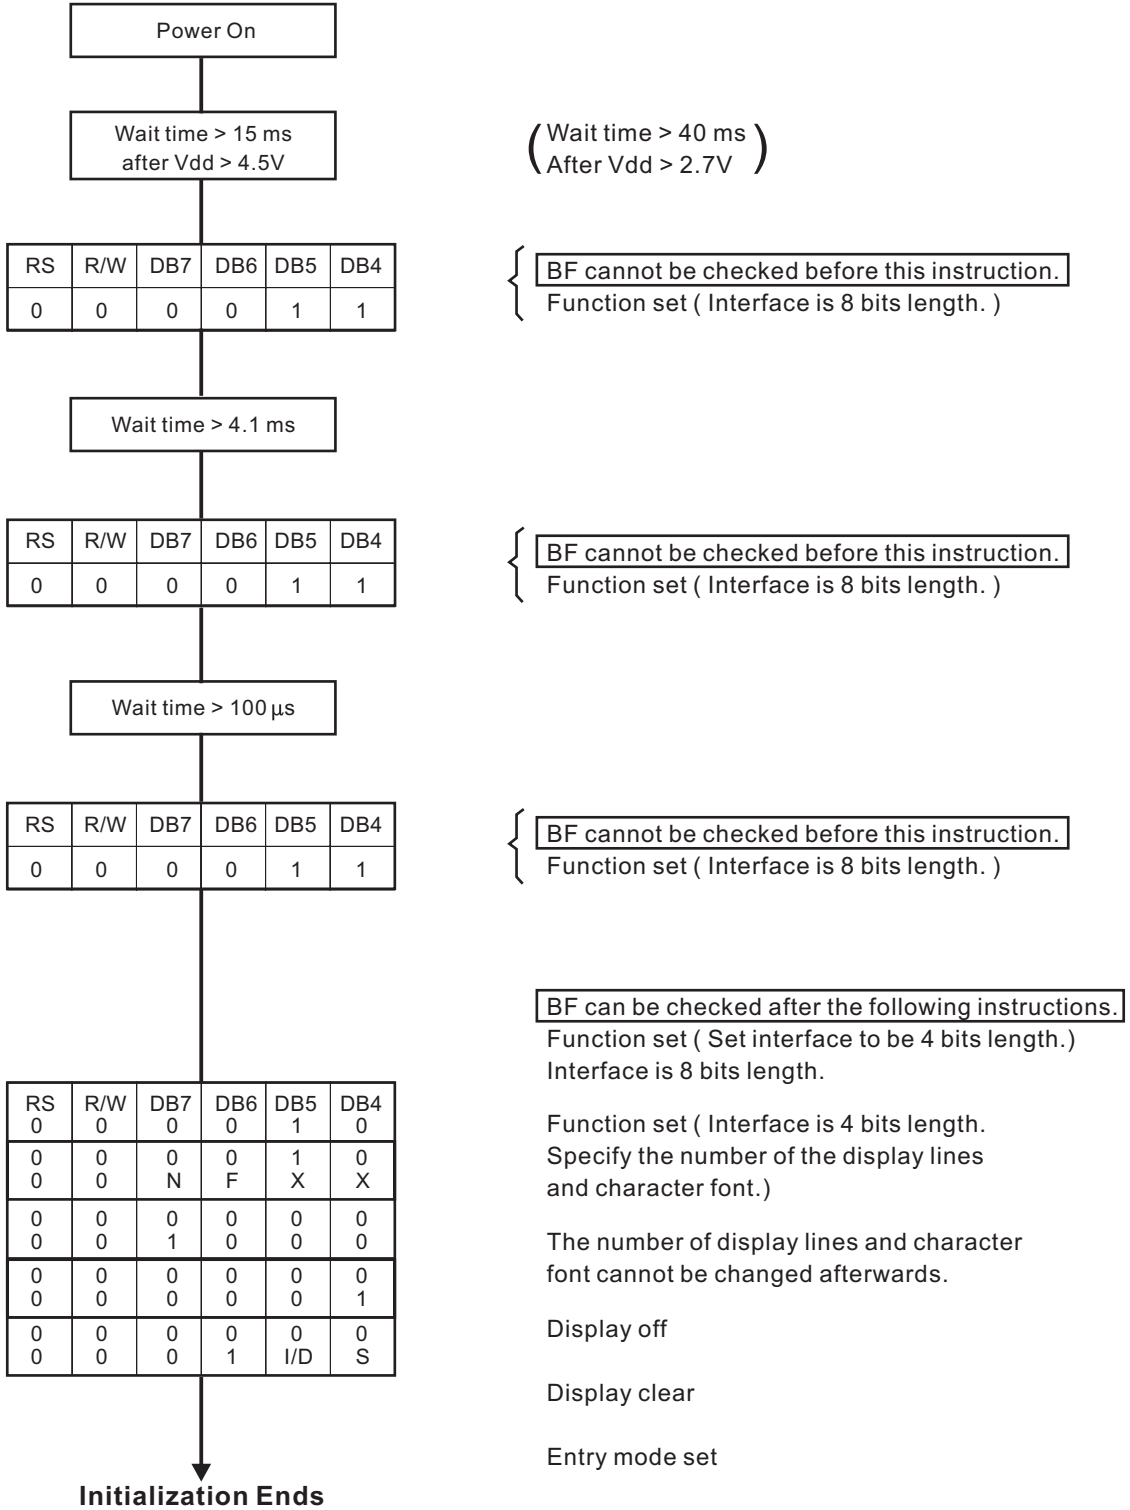 Power On
Wait time > 15 ms
after Vdd > 4.5V
(Wait time > 40 ms
After Vdd > 2.7V)
RS R/W DB7 DB6 DB5 DB4
0 0 0 0 1 1
BF cannot be checked before this instruction.
Function set ( Interface is 8 bits length. )
Wait time > 4.1 ms
RS R/W DB7 DB6 DB5 DB4
0 0 0 0 1 1
BF cannot be checked before this instruction.
Function set ( Interface is 8 bits length. )
Wait time > 100 µs
RS R/W DB7 DB6 DB5 DB4
0 0 0 0 1 1
BF cannot be checked before this instruction.
Function set ( Interface is 8 bits length. )
RS R/W DB7 DB6 DB5 DB4
0 0 0 0 1 0
0 0 0 0 1 0
0 0 N F X X
0 0 0 0 0 0
0 0 1 0 0 0
0 0 0 0 0 0
0 0 0 0 0 1
0 0 0 0 0 0
0 0 0 1 I/D S
BF can be checked after the following instructions.
Function set ( Set interface to be 4 bits length.)
Interface is 8 bits length.
Function set ( Interface is 4 bits length.
Specify the number of the display lines
and character font.)
The number of display lines and character
font cannot be changed afterwards.
Display off
Display clear
Entry mode set
Initialization Ends